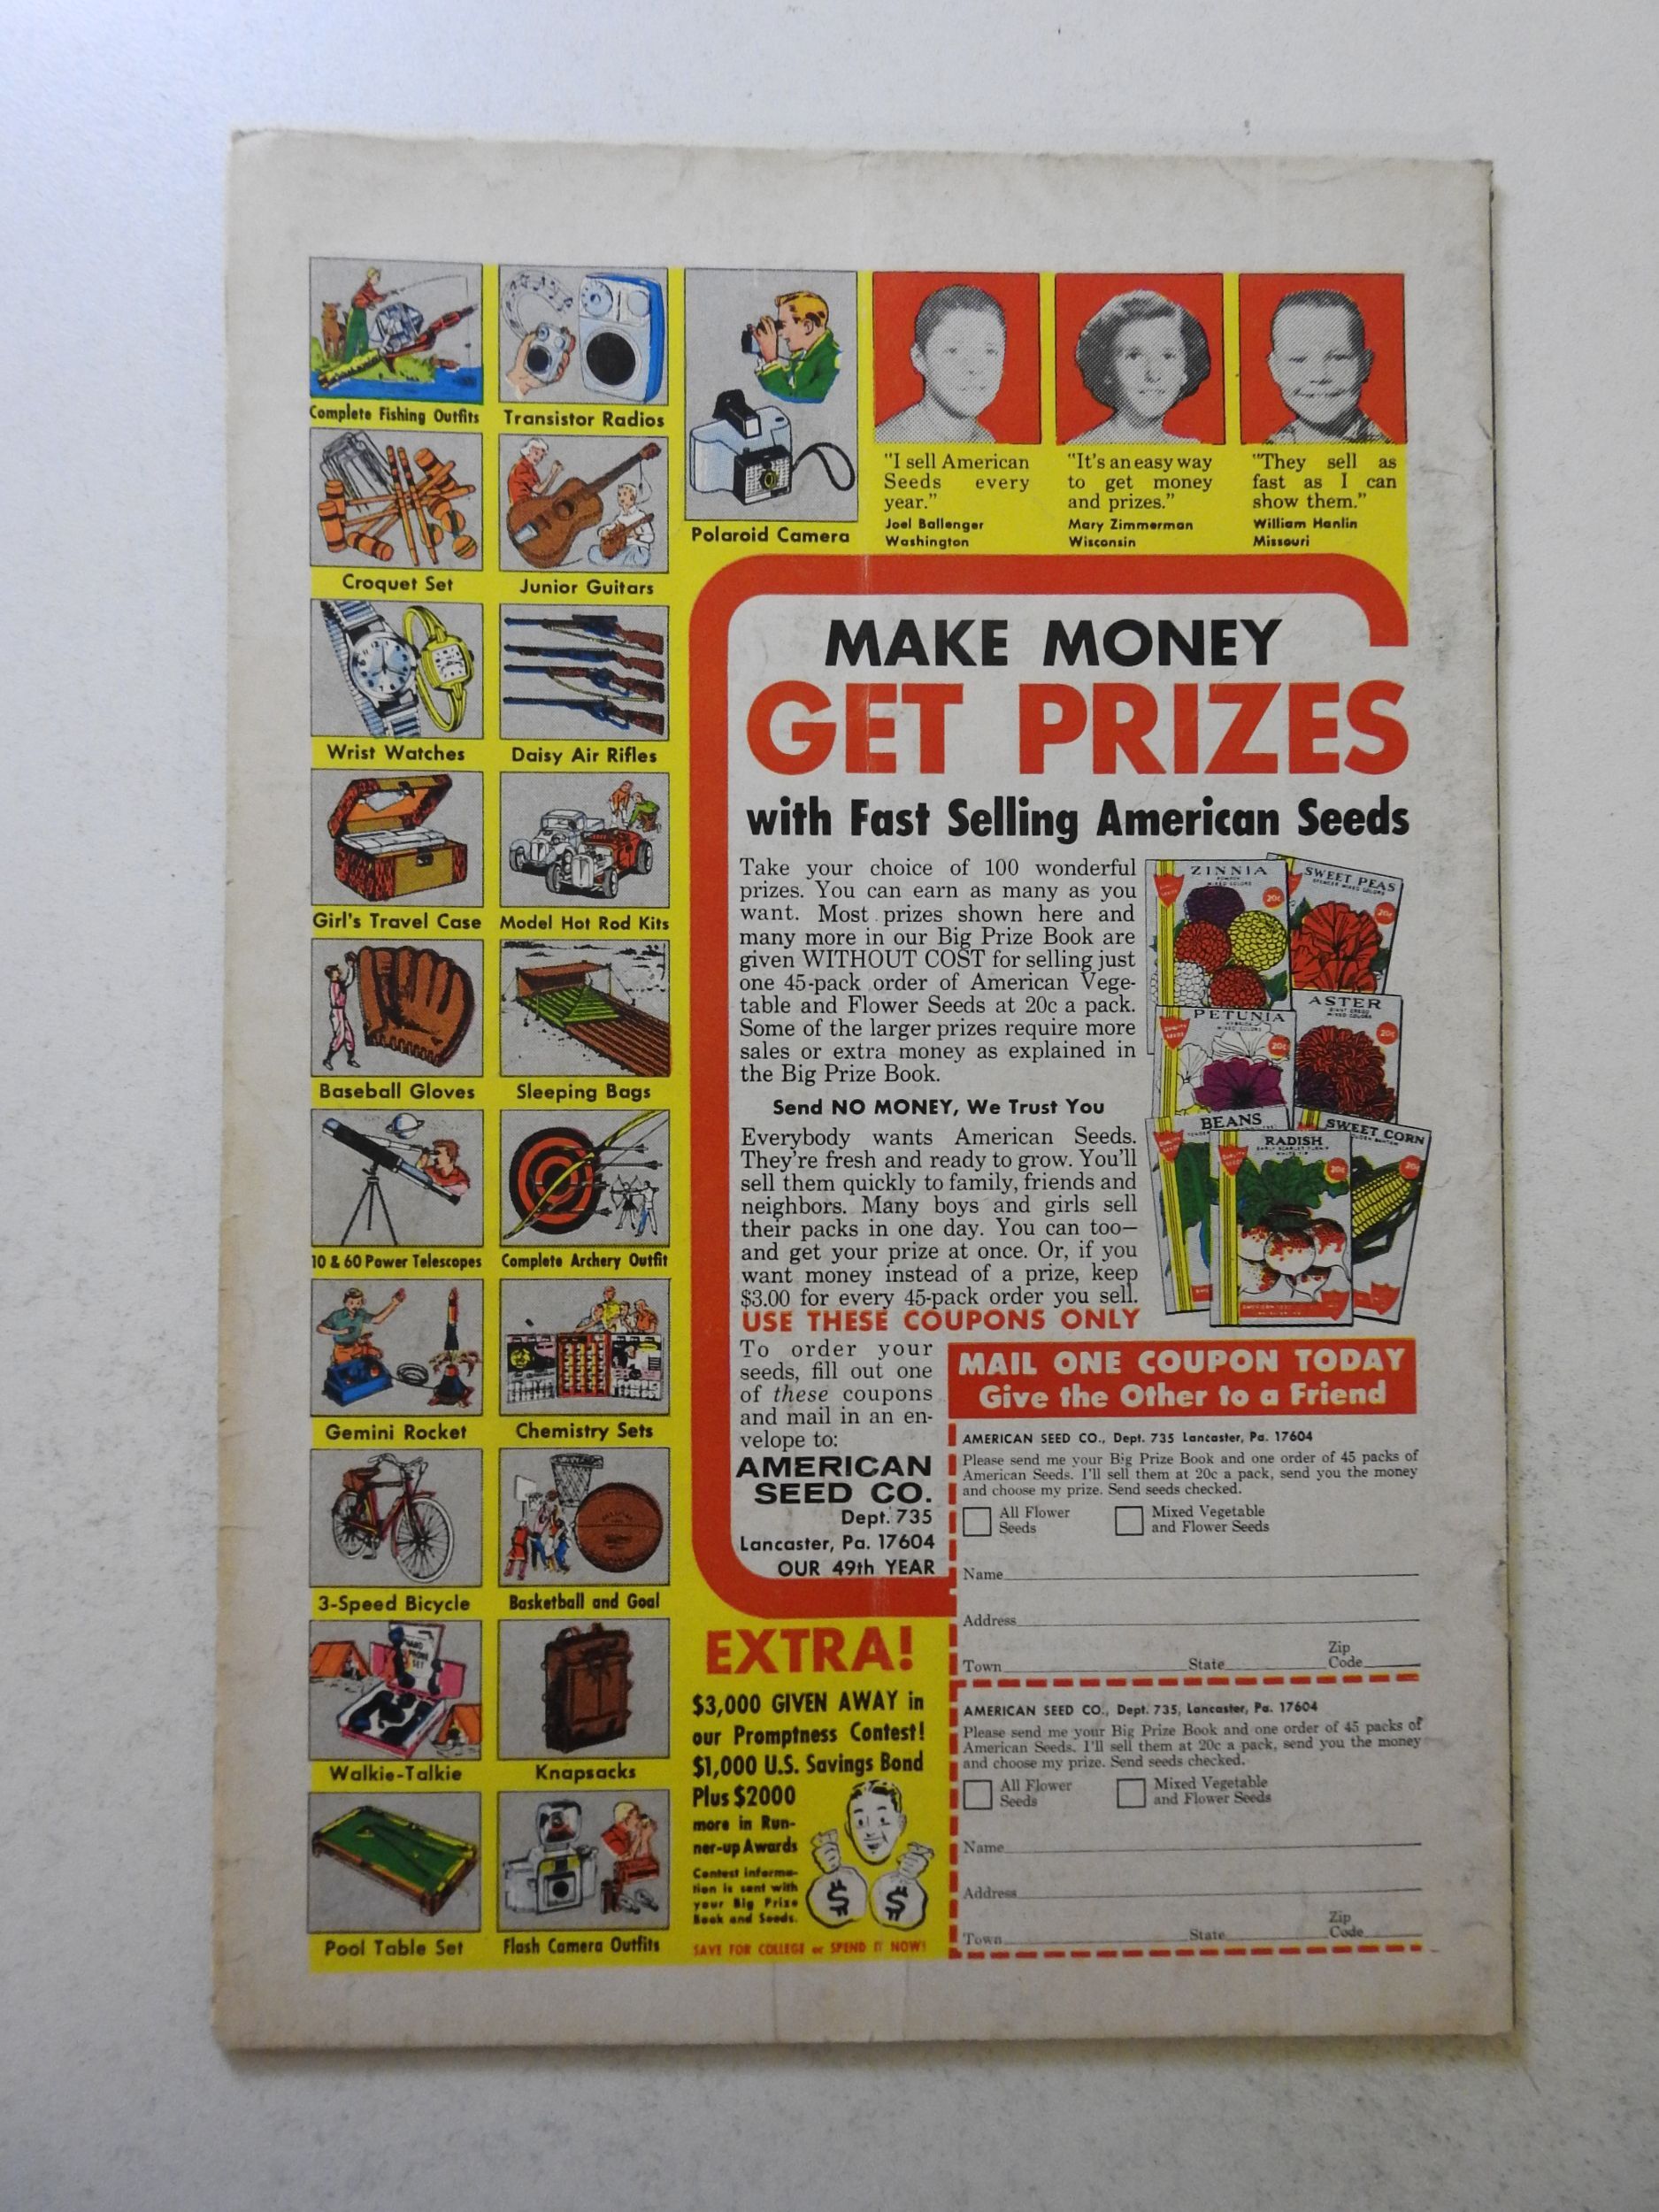 Complete Fishing Outfits
Transistor Radios
Polaroid Camera
"I sell American
Seeds every
year."
Joel Ballenger
Washington
"It's an easy way
to get money
and prizes."
Mary Zimmerman
Wisconsin
"They sell as
fast as I can
show them."
William Hanlin
Missouri
Croquet Set
Junior Guitars
Wrist Watches
Daisy Air Rifles
Girl's Travel Case
Model Hot Rod Kits
Baseball Gloves
Sleeping Bags
10 & 60 Power Telescopes
Complete Archery Outfit
Gemini Rocket
Chemistry Sets
3-Speed Bicycle
Basketball and Goal
HAND
PHONE
SET
Walkie-Talkie
Knapsacks
Pool Table Set
Flash Camera Outfits
MAKE MONEY
GET PRIZES
with Fast Selling American Seeds
Take your choice of 100 wonderful
prizes. You can earn as many as you
want. Most prizes shown here and
many more in our Big Prize Book are
given WITHOUT COST for selling just
one 45-pack order of American Vege-
table and Flower Seeds at 20c a pack.
Some of the larger prizes require more
sales or extra money as explained in
the Big Prize Book.
Send NO MONEY, We Trust You
Everybody wants American Seeds.
They're fresh and ready to grow. You'll
sell them quickly to family, friends and
neighbors. Many boys and girls sell
their packs in one day. You can too—
and get your prize at once. Or, if you
want money instead of a prize, keep
$3.00 for every 45-pack order you sell.
USE THESE COUPONS ONLY
ZINNIA
MIXED COLORS
20c
SWEET PEAS
SPENCER MIXED COLORS
20c
PETUNIA
MIXED COLORS
20c
ASTER
MIXED COLORS
20c
BEANS
SWEET CORN
20c
RADISH
20c
To order your
seeds, fill out one
of these coupons
and mail in an en-
velope to:
AMERICAN
SEED CO.
Dept. 735
Lancaster, Pa. 17604
OUR 49th YEAR
MAIL ONE COUPON TODAY
Give the Other to a Friend
AMERICAN SEED CO., Dept. 735 Lancaster, Pa. 17604
Please send me your Big Prize Book and one order of 45 packs of
American Seeds. I'll sell them at 20c a pack, send you the money
and choose my prize. Send seeds checked.
All Flower
Seeds
Mixed Vegetable
and Flower Seeds
Name
Address
Town State Zip
Code
AMERICAN SEED CO., Dept. 735, Lancaster, Pa. 17604
Please send me your Big Prize Book and one order of 45 packs of
American Seeds. I'll sell them at 20c a pack, send you the money
and choose my prize. Send seeds checked.
All Flower
Seeds
Mixed Vegetable
and Flower Seeds
Name
Address
Town State Zip
Code
EXTRA!
$3,000 GIVEN AWAY in
our Promptness Contest!
$1,000 U.S. Savings Bond
Plus $2000
more in Run-
ner-up Awards
Contest informa-
tion is sent with
your Big Prize
Book and Seeds.
$ $
SAVE FOR COLLEGE or SPEND IT NOW!